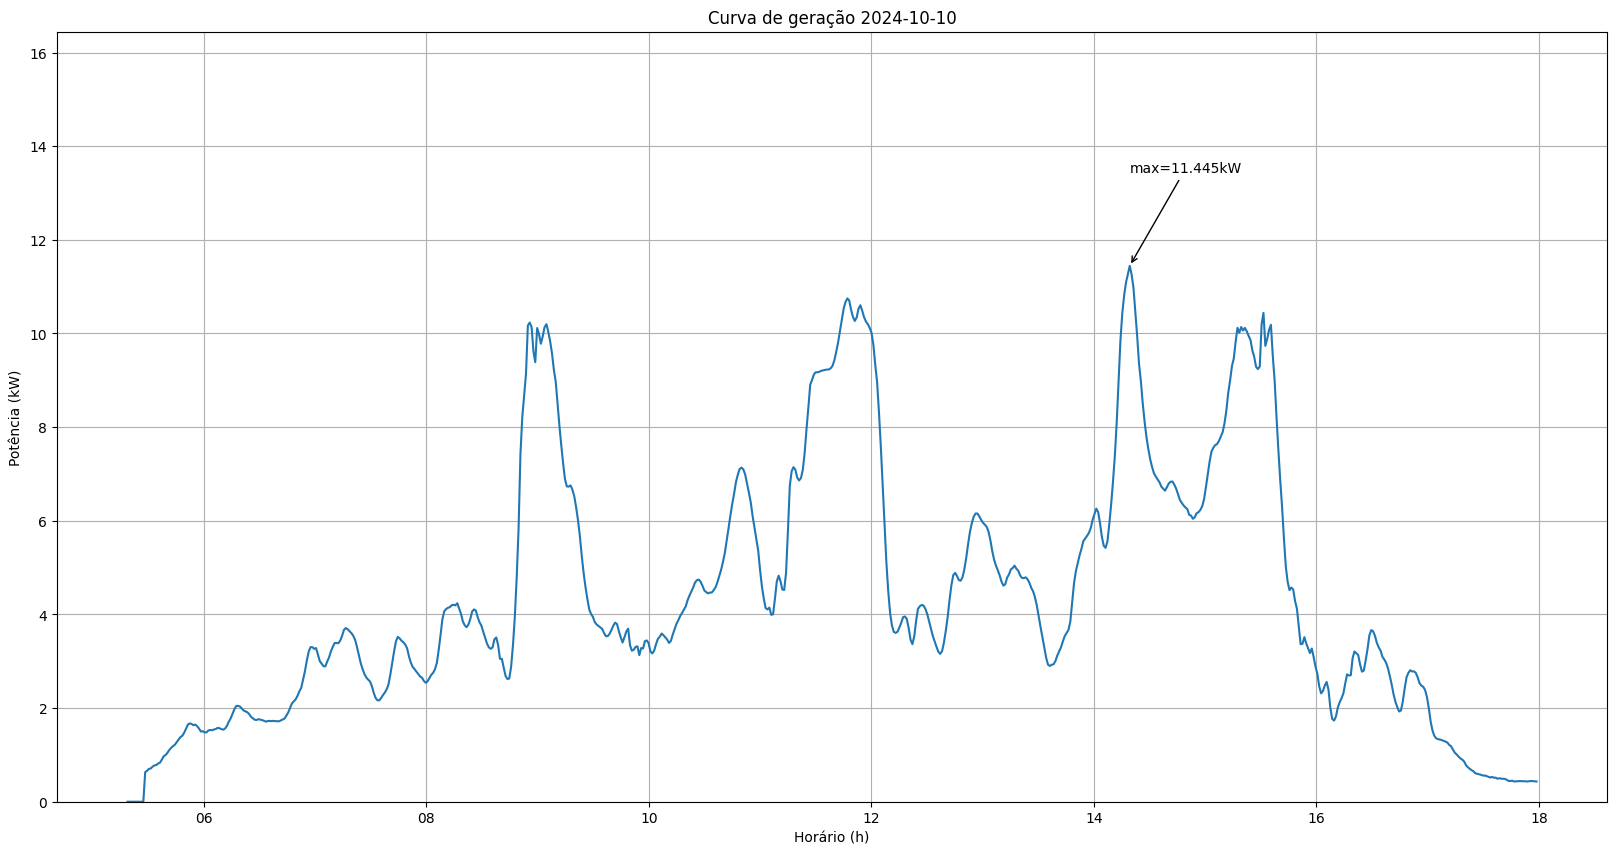 Curva de geração 2024-10-10
16
14
12
10
8
6
4
2
0
Potência (kW)
max=11.445kW
06 08 10 12 14 16 18
Horário (h)